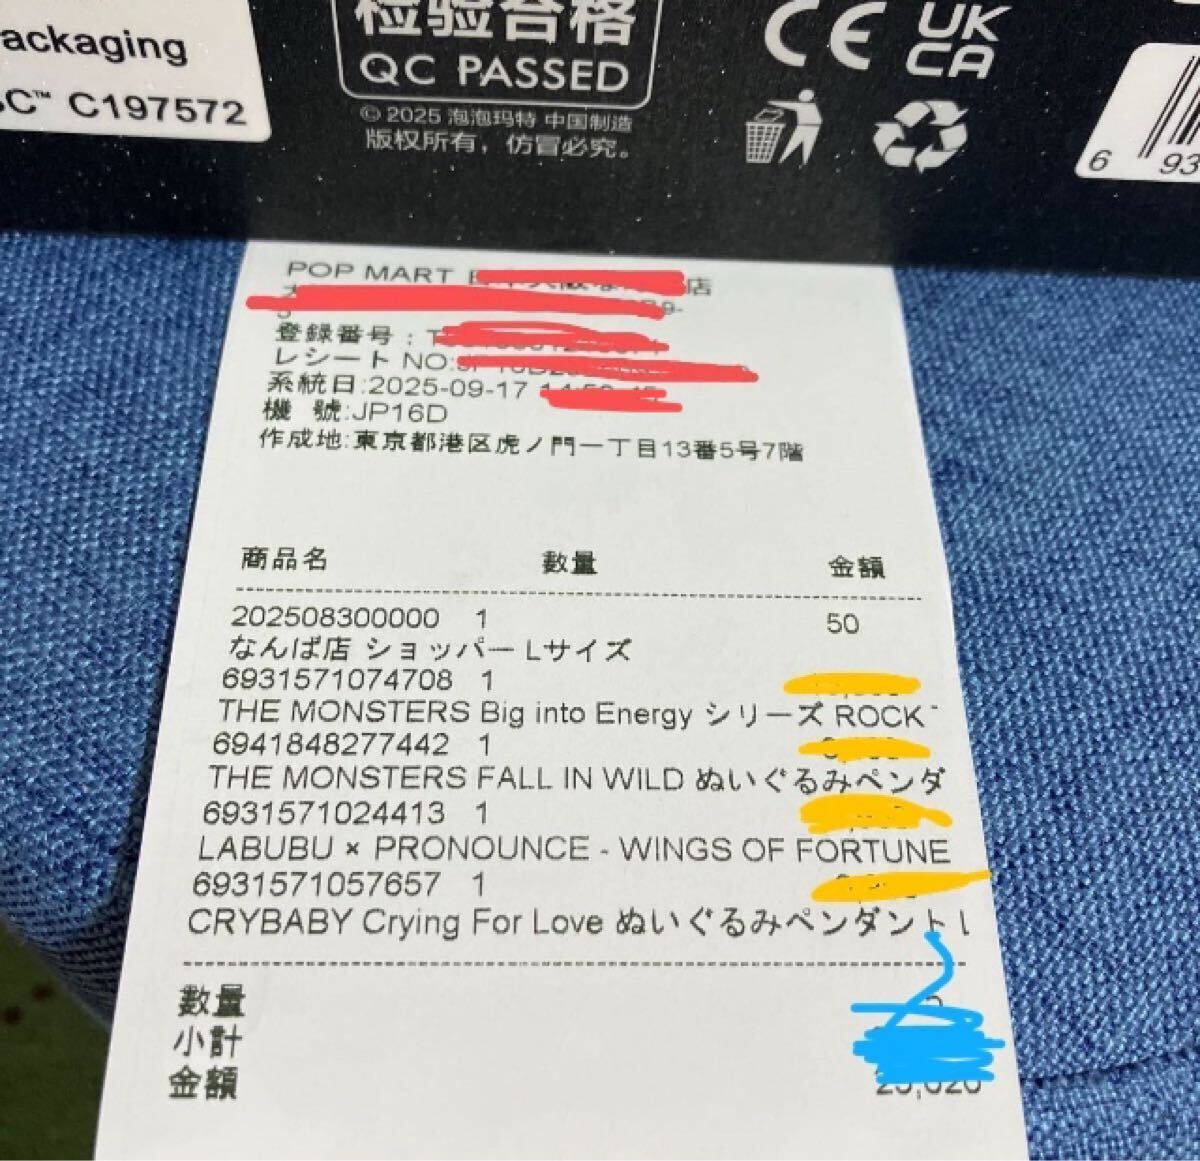 ackaging
C™ C197572
检验合格
QC PASSED
© 2025 泡泡玛特 中国制造
版权所有，仿冒必究。
CE
UK
CA
6 93
POP MART 店
登録番号：
レシート NO:
系統日:2025-09-17
機 號:JP16D
作成地:東京都港区虎ノ門一丁目13番5号7階
商品名 數量 金額
202508300000 1 50
なんば店 ショッパー Lサイズ
6931571074708 1
THE MONSTERS Big into Energy シリーズ ROCK
6941848277442 1
THE MONSTERS FALL IN WILD ぬいぐるみペンダ
6931571024413 1
LABUBU × PRONOUNCE - WINGS OF FORTUNE
6931571057657 1
CRYBABY Crying For Love ぬいぐるみペンダント
數量
小計
金額